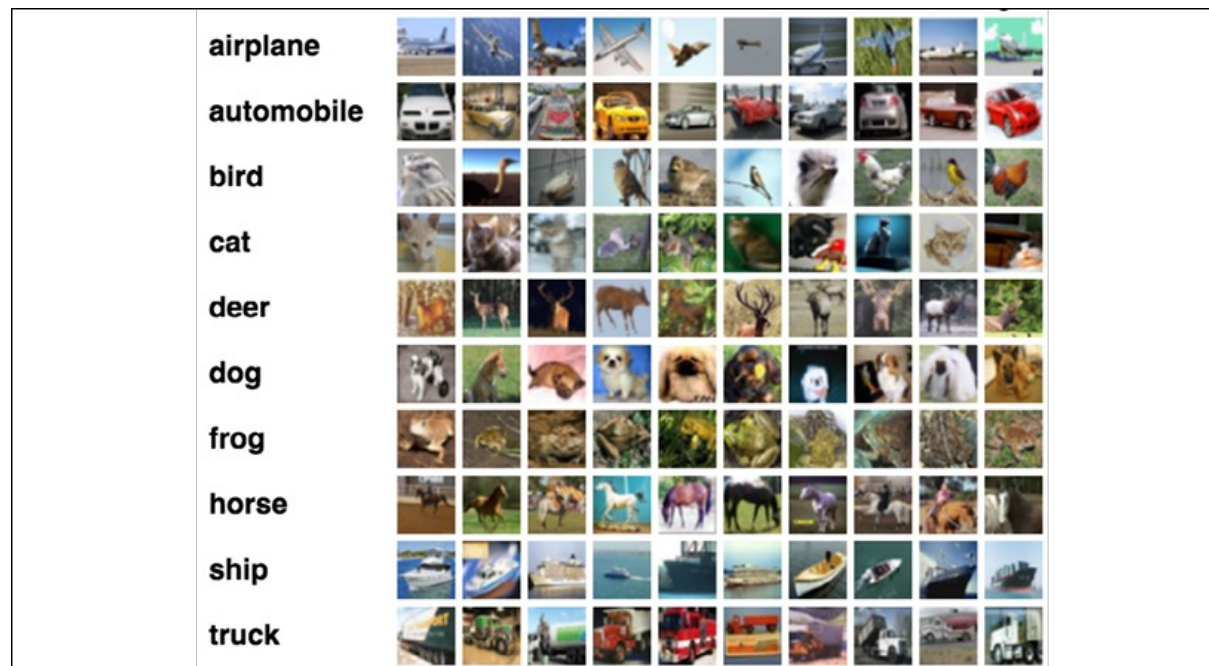 airplane
automobile
bird
cat
deer
dog
frog
horse
ship
truck